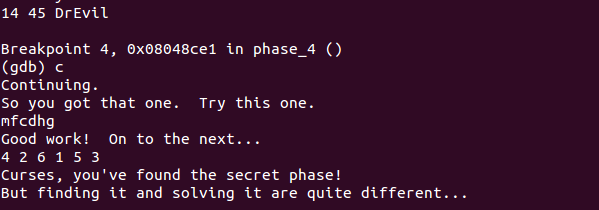 14 45 DrEvil
Breakpoint 4, 0x08048ce1 in phase_4 ()
(gdb) c
Continuing.
So you got that one.  Try this one.
mfcdhg
Good work!  On to the next...
4 2 6 1 5 3
Curses, you've found the secret phase!
But finding it and solving it are quite different...